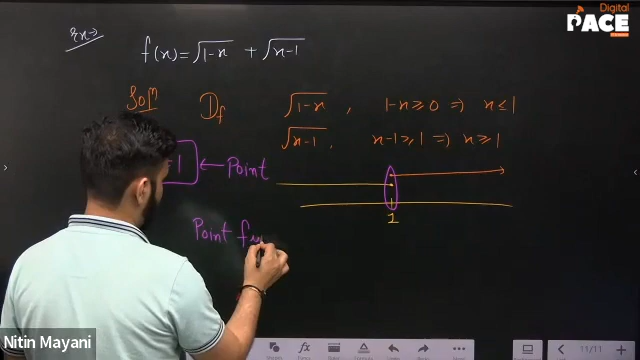 Digital
PACE
Ex→
f(x) = √1-x + √x-1
Solⁿ Df √1-x , 1-x ≥ 0 ⇒ x ≤ 1
√x-1 , x-1 ≥ 1 ⇒ x ≥ 1
=1 ← Point
1
Point fu
Nitin Mayani
11/11